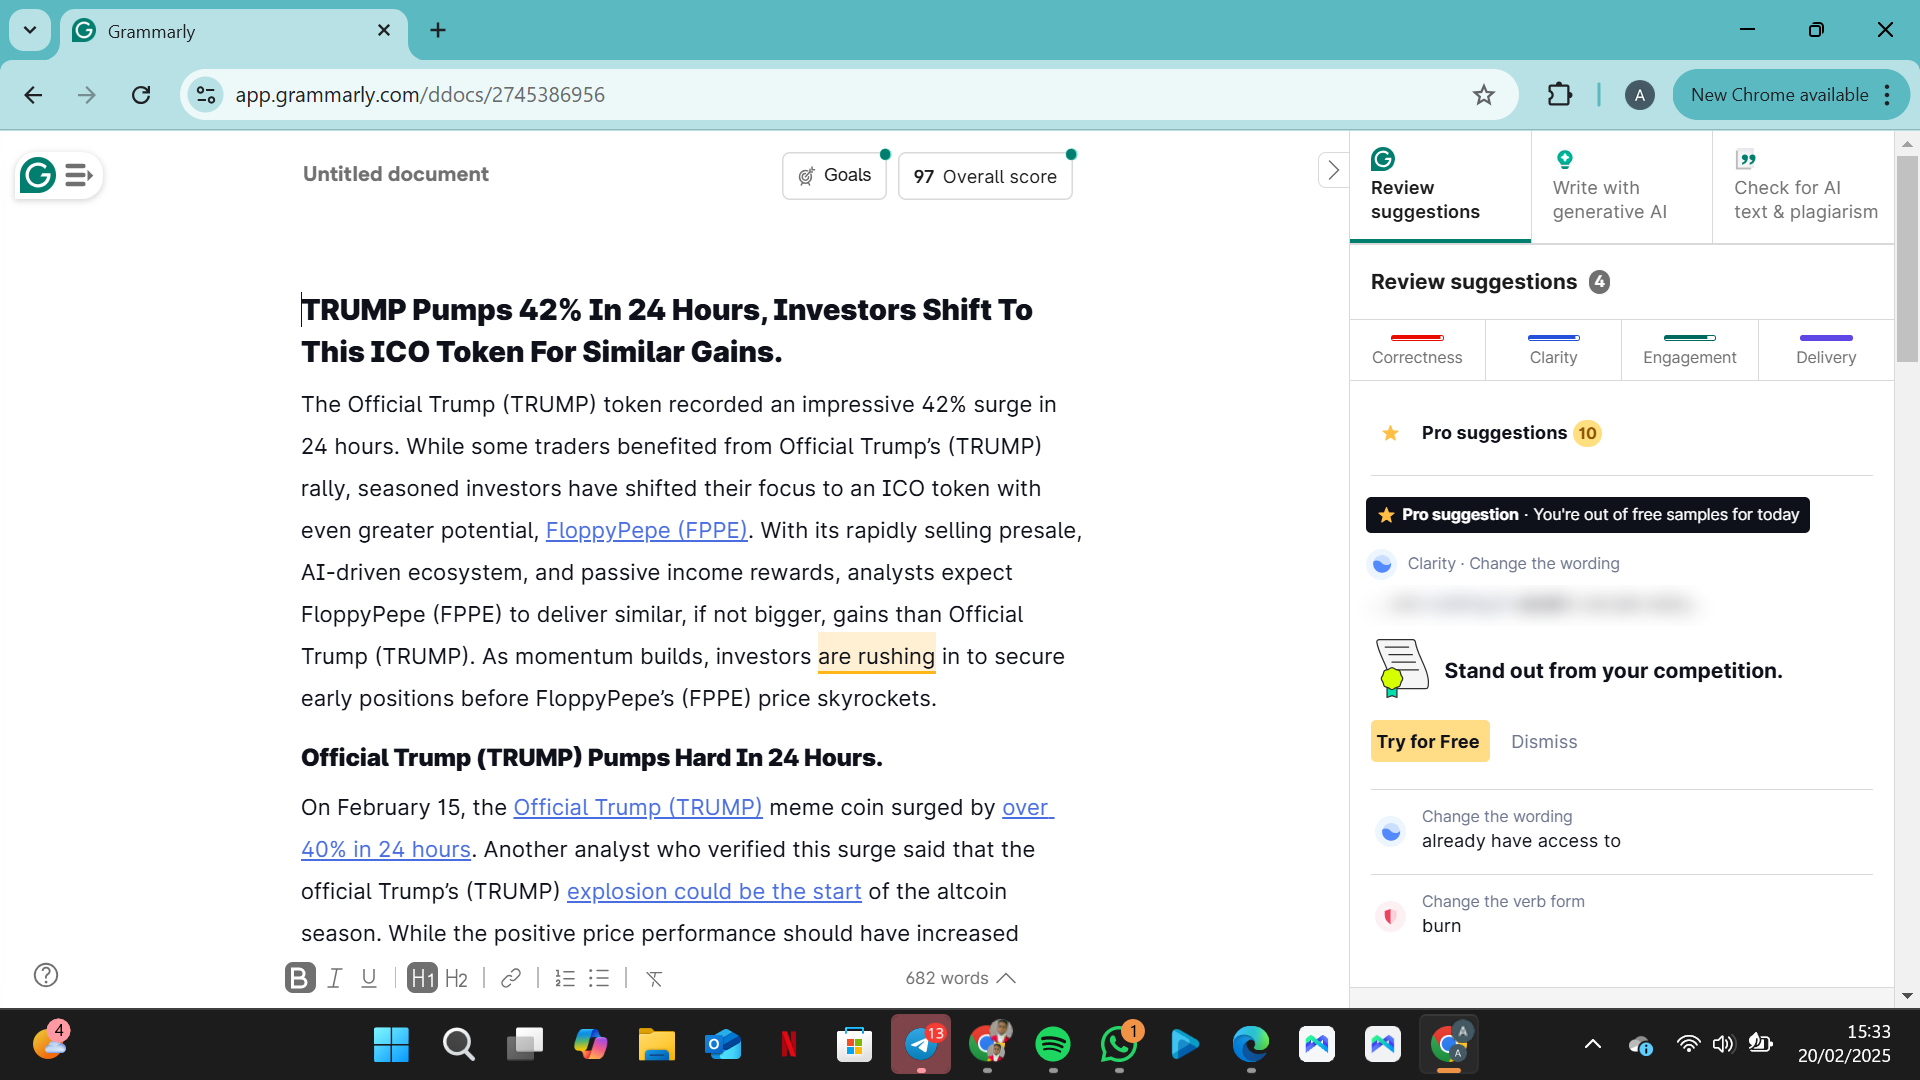 Grammarly
app.grammarly.com/ddocs/2745386956
A
New Chrome available
Untitled document
Goals
97 Overall score
TRUMP Pumps 42% In 24 Hours, Investors Shift To
This ICO Token For Similar Gains.
The Official Trump (TRUMP) token recorded an impressive 42% surge in
24 hours. While some traders benefited from Official Trump’s (TRUMP)
rally, seasoned investors have shifted their focus to an ICO token with
even greater potential, FloppyPepe (FPPE). With its rapidly selling presale,
AI-driven ecosystem, and passive income rewards, analysts expect
FloppyPepe (FPPE) to deliver similar, if not bigger, gains than Official
Trump (TRUMP). As momentum builds, investors are rushing in to secure
early positions before FloppyPepe’s (FPPE) price skyrockets.
Official Trump (TRUMP) Pumps Hard In 24 Hours.
On February 15, the Official Trump (TRUMP) meme coin surged by over
40% in 24 hours. Another analyst who verified this surge said that the
official Trump’s (TRUMP) explosion could be the start of the altcoin
season. While the positive price performance should have increased
B I U H1 H2
682 words
Review
suggestions
Write with
generative AI
Check for AI
text & plagiarism
Review suggestions 4
Correctness
Clarity
Engagement
Delivery
Pro suggestions 10
Pro suggestion · You're out of free samples for today
Clarity · Change the wording
Stand out from your competition.
Try for Free
Dismiss
Change the wording
already have access to
Change the verb form
burn
4
13
1
A
A
15:33
20/02/2025